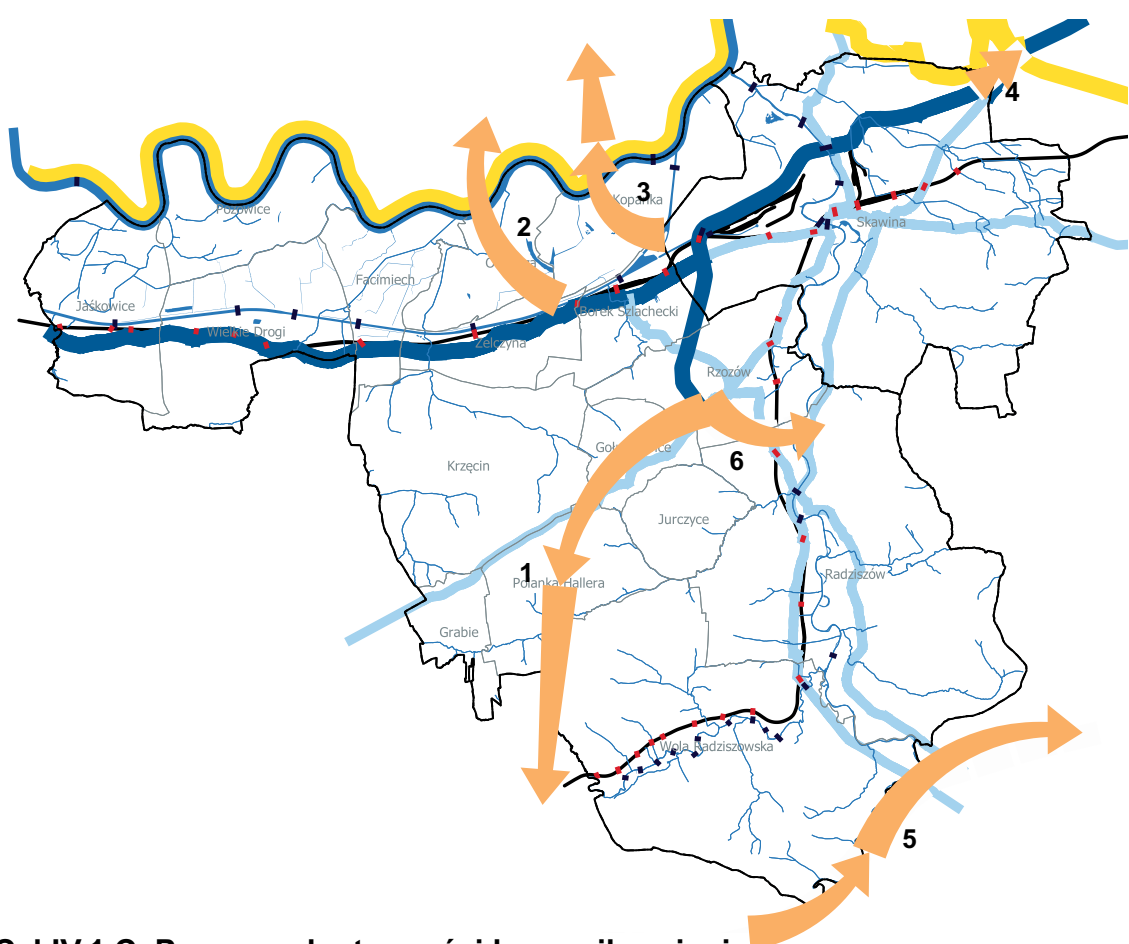 4
Kopanka
3
Pozowice
Skawina
2
Facimiech
Jaśkowice
Borek Szlachecki
Wielkie Drogi
Zelczyna
Rzozów
6
Krzęcin
Jurczyce
1
Radziszów
Polanka Hallera
Grabie
Wola Radziszowska
5